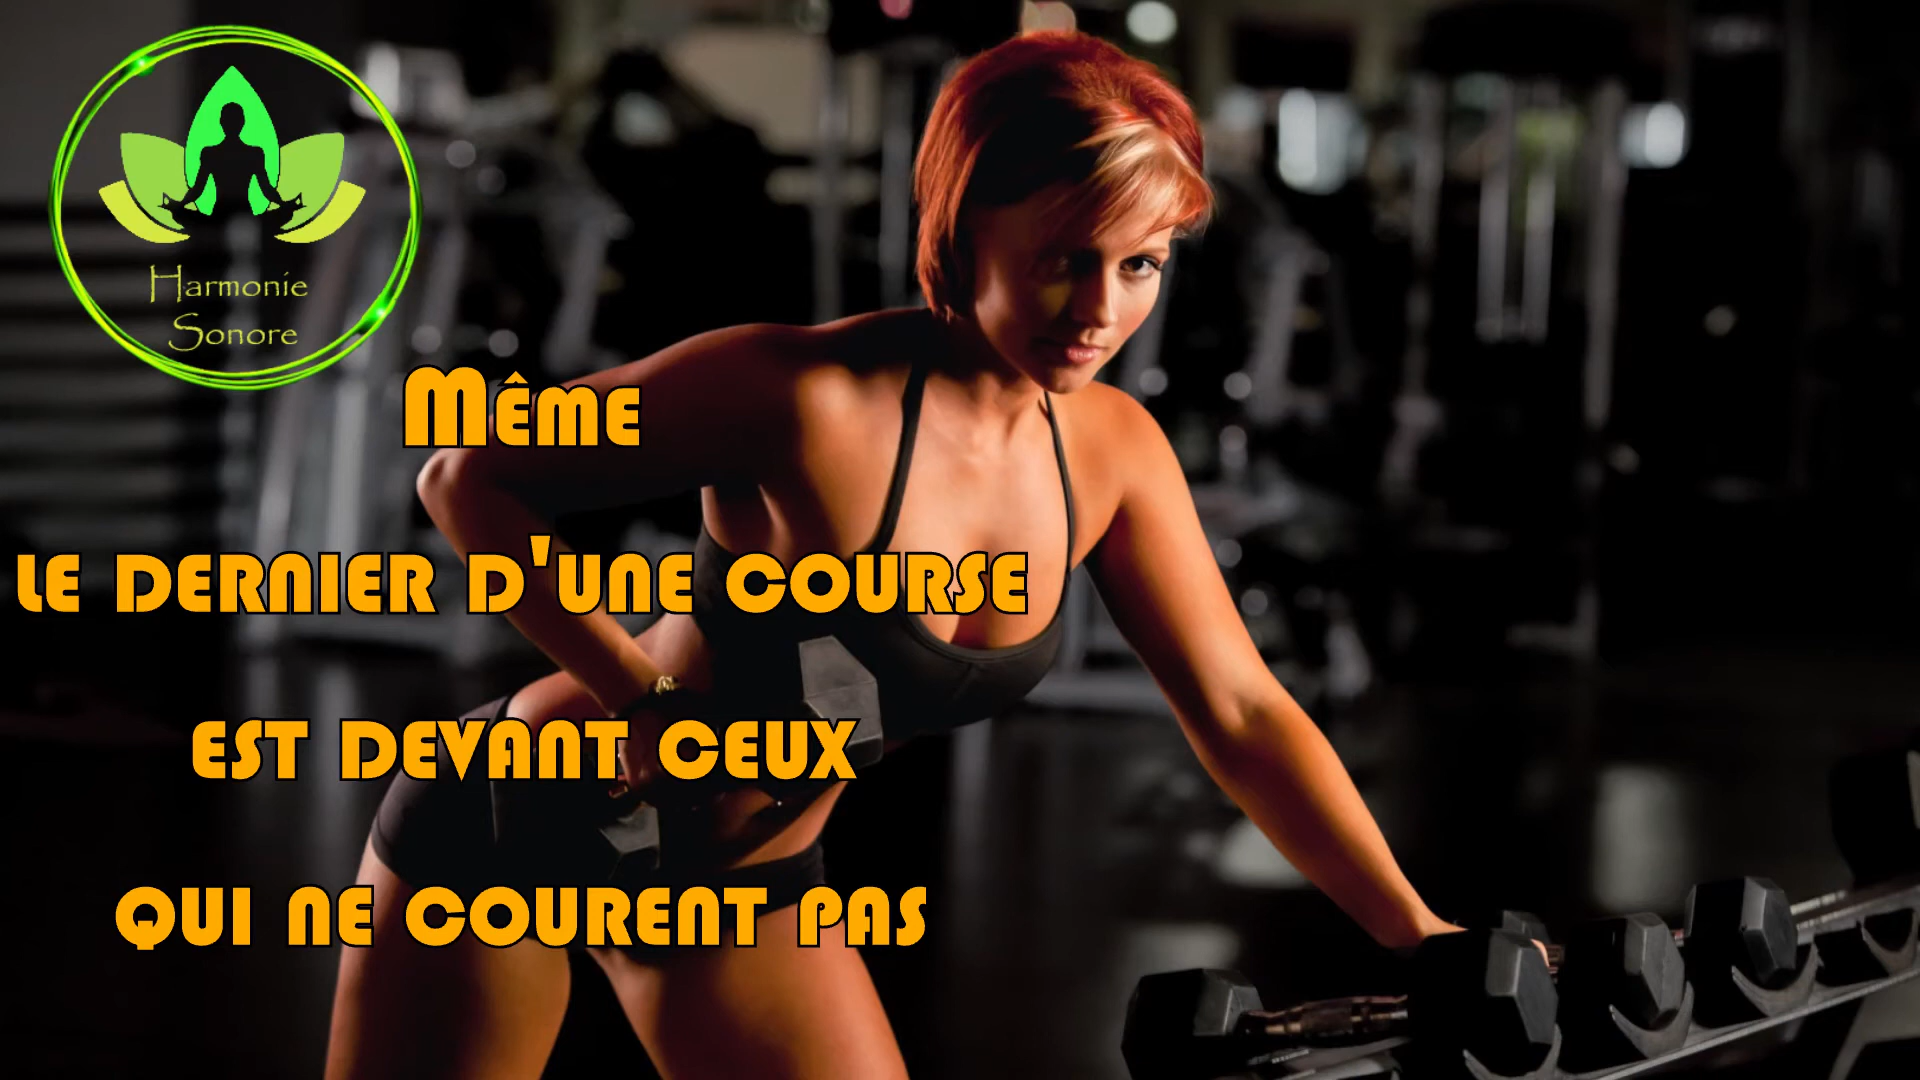 Harmonie
Sonore
Même
le dernier d'une course
est devant ceux
qui ne courent pas